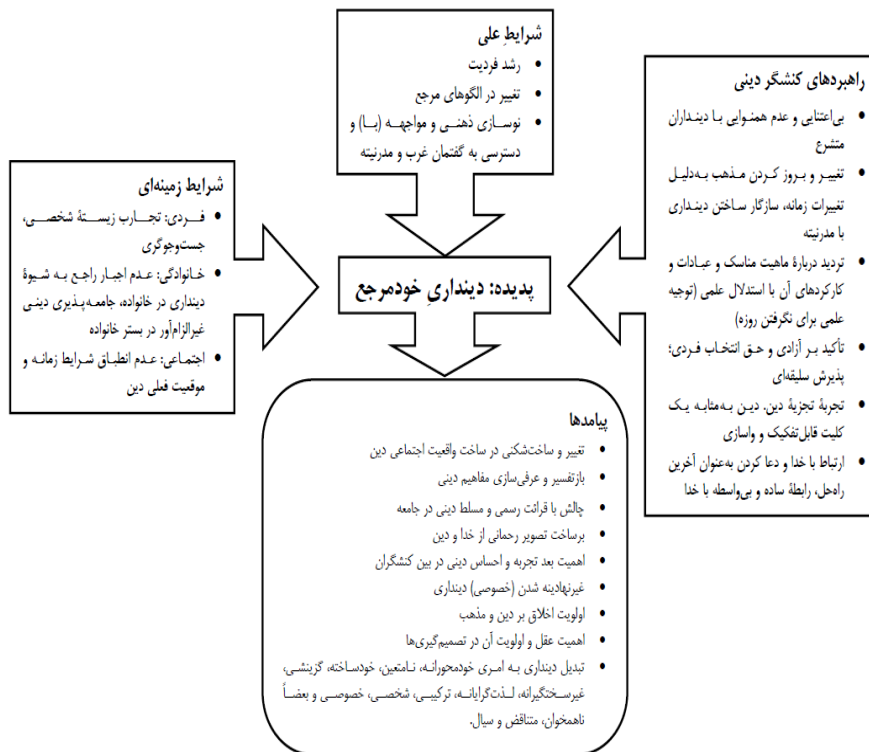 شرایطِ علی
• رشد فردیت
• تغییر در الگوهای مرجع
• نوسازی ذهنی و مواجهه (با) و
دسترسی به گفتمان غرب و مدرنیته
راهبردهای کنشگر دینی
• بی‌اعتنایی و عدم همنوایی با دینداران
متشرع
• تغییر و بروز کردن مذهب به‌دلیل
تغییرات زمانه، سازگار ساختن دینداری
با مدرنیته
• تردید دربارۀ ماهیت مناسک و عبادات و
کارکردهای آن با استدلال علمی (توجیه
علمی برای نگرفتن روزه)
• تأکید بر آزادی و حق انتخاب فردی؛
پذیرش سلیقه‌ای
• تجربۀ تجزیۀ دین. دین به‌مثابه یک
کلیت قابل‌تفکیک و واسازی
• ارتباط با خدا و دعا کردن به‌عنوان آخرین
راه‌حل، رابطۀ ساده و بی‌واسطه با خدا
شرایط زمینه‌ای
• فردی: تجارب زیستۀ شخصی،
جست‌وجوگری
• خانوادگی: عدم اجبار راجع به شیوۀ
دینداری در خانواده، جامعه‌پذیری دینی
غیرالزام‌آور در بستر خانواده
• اجتماعی: عدم انطباق شرایط زمانه و
موقعیت فعلی دین
پدیده: دینداریِ خودمرجع
پیامدها
• تغییر و ساخت‌شکنی در ساخت واقعیت اجتماعی دین
• بازتفسیر و عرفی‌سازی مفاهیم دینی
• چالش با قرائت رسمی و مسلط دینی در جامعه
• برساخت تصویر رحمانی از خدا و دین
• اهمیت بعد تجربه و احساس دینی در بین کنشگران
• غیرنهادینه شدن (خصوصی) دینداری
• اولویت اخلاق بر دین و مذهب
• اهمیت عقل و اولویت آن در تصمیم‌گیری‌ها
• تبدیل دینداری به امری خودمحورانه، نامتعین، خودساخته، گزینشی،
غیرسختگیرانه، لذت‌گرایانه، ترکیبی، شخصی، خصوصی و بعضاً
ناهمخوان، متناقض و سیال.